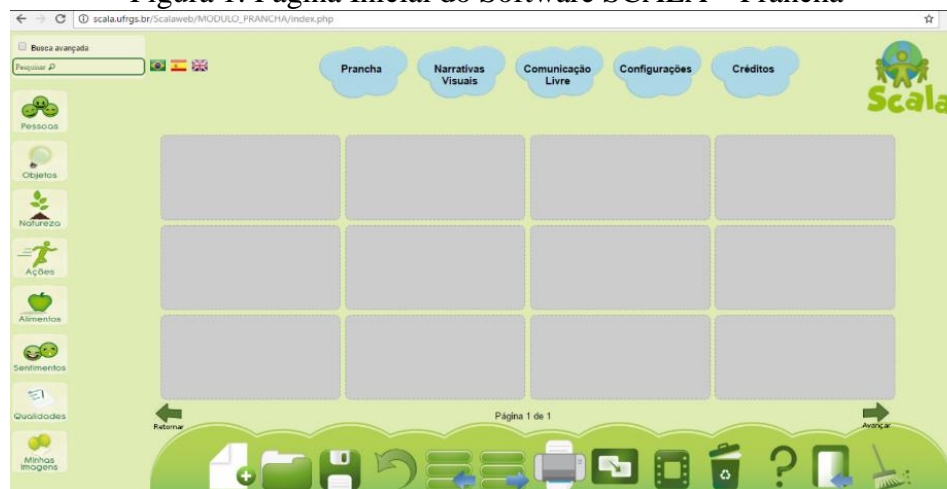 Figura 1: Página Inicial do Software SCALA – Prancha
scala.ufrgs.br/Scalaweb/MODULO_PRANCHA/index.php
Busca avançada
Pesquisar
Prancha
Narrativas
Visuais
Comunicação
Livre
Configurações
Créditos
Scala
Pessoas
Objetos
Natureza
Ações
Alimentos
Sentimentos
Qualidades
Minhas
Imagens
Retornar
Página 1 de 1
Avançar